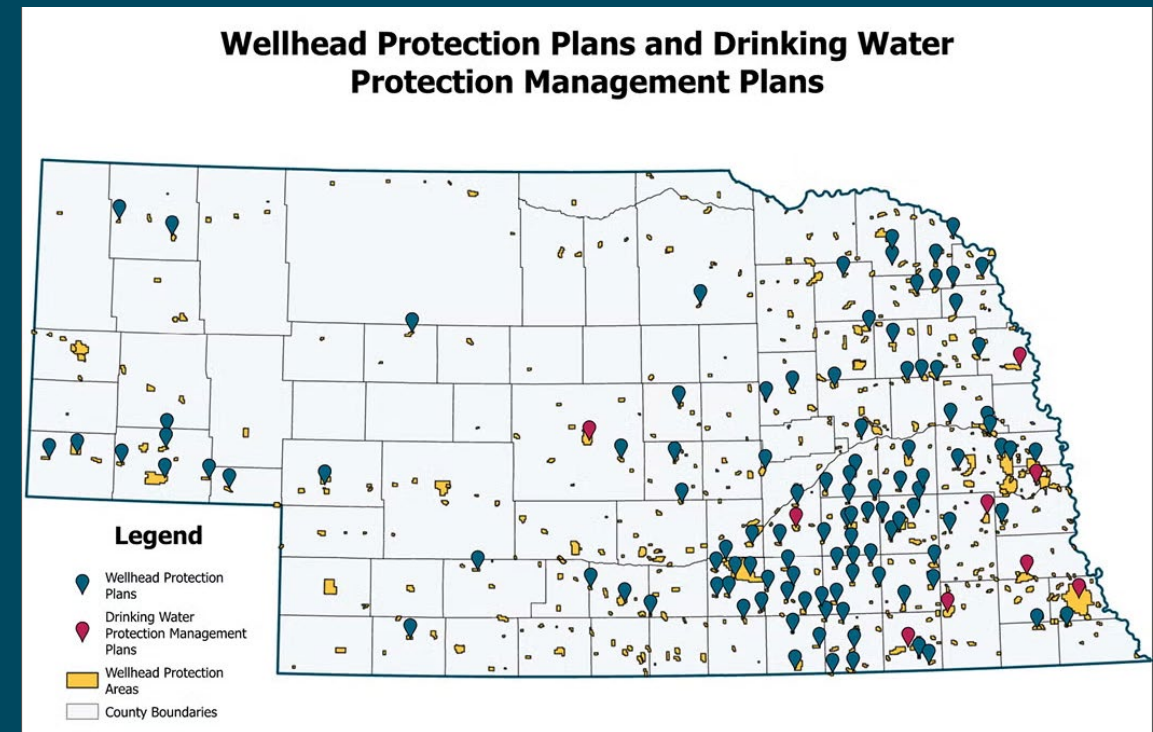 Wellhead Protection Plans and Drinking Water
Protection Management Plans
Legend
Wellhead Protection
Plans
Drinking Water
Protection Management
Plans
Wellhead Protection
Areas
County Boundaries